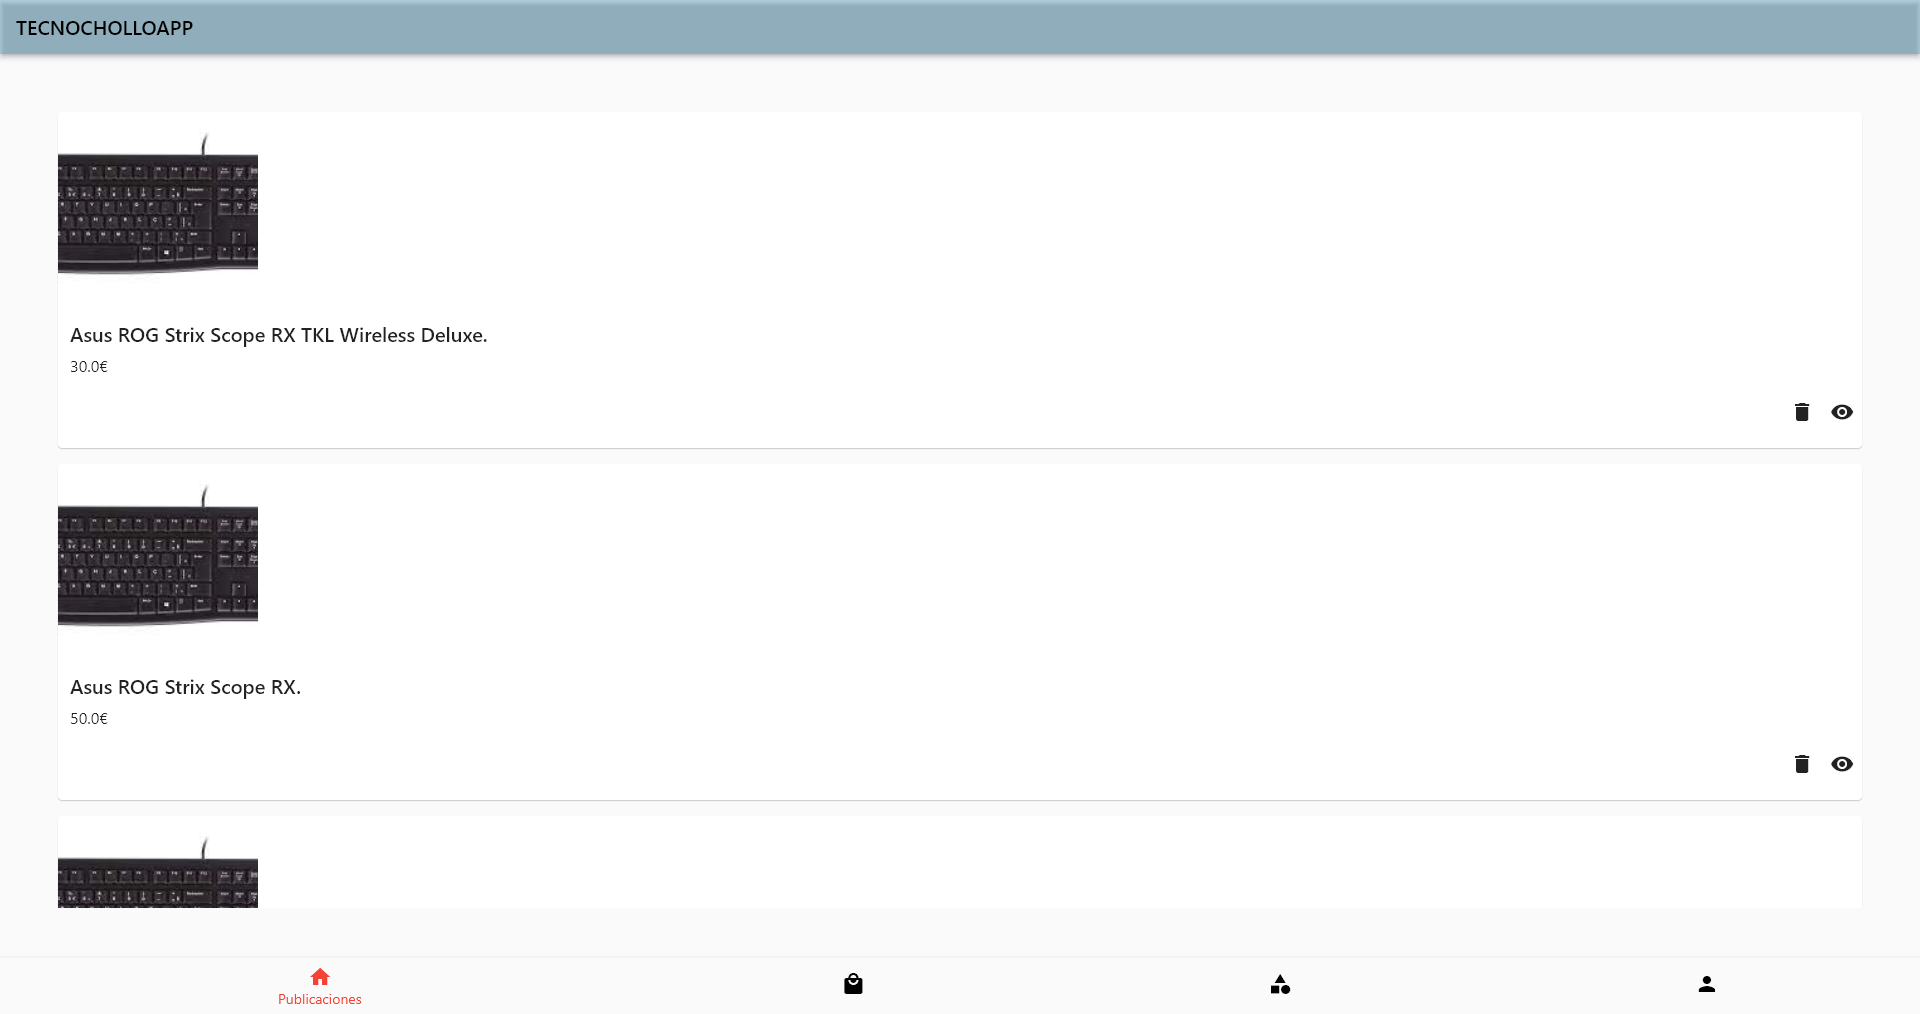 TECNOCHOLLOAPP
Asus ROG Strix Scope RX TKL Wireless Deluxe.
30.0€
Asus ROG Strix Scope RX.
50.0€
Publicaciones